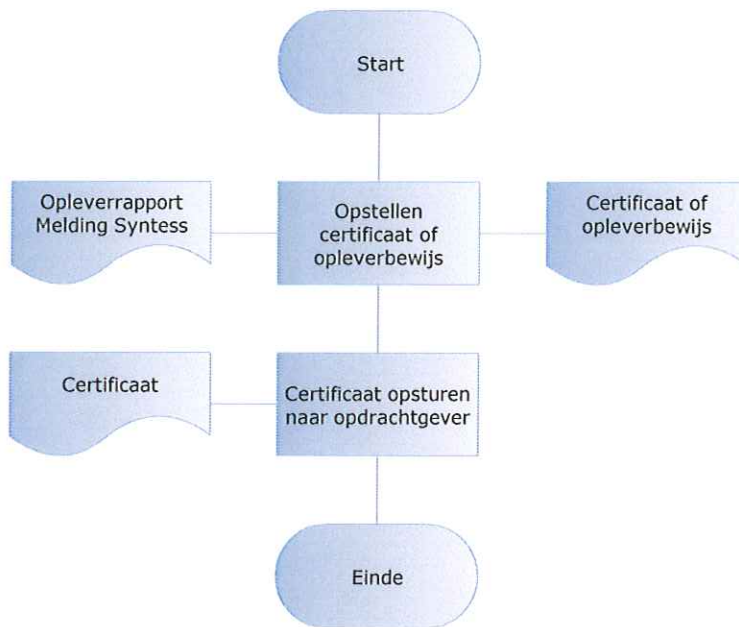 Start
Opleverrapport
Melding Syntess
Opstellen
certificaat of
opleverbewijs
Certificaat of
opleverbewijs
Certificaat
Certificaat opsturen
naar opdrachtgever
Einde